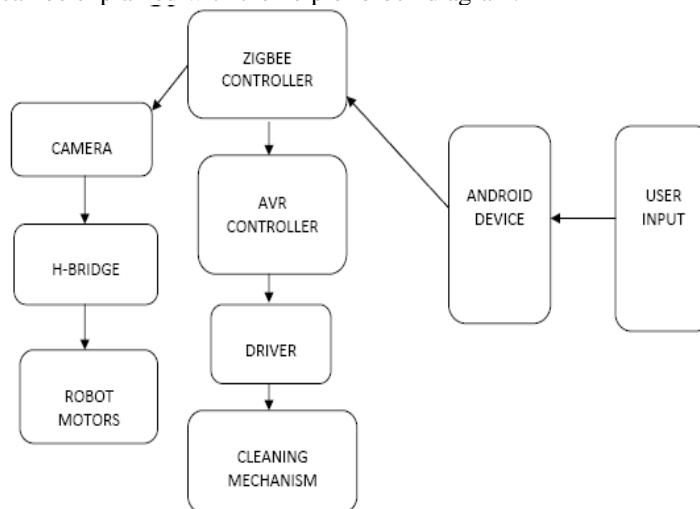 ZIGBEE
CONTROLLER
CAMERA
AVR
CONTROLLER
ANDROID
DEVICE
USER
INPUT
H-BRIDGE
DRIVER
ROBOT
MOTORS
CLEANING
MECHANISM